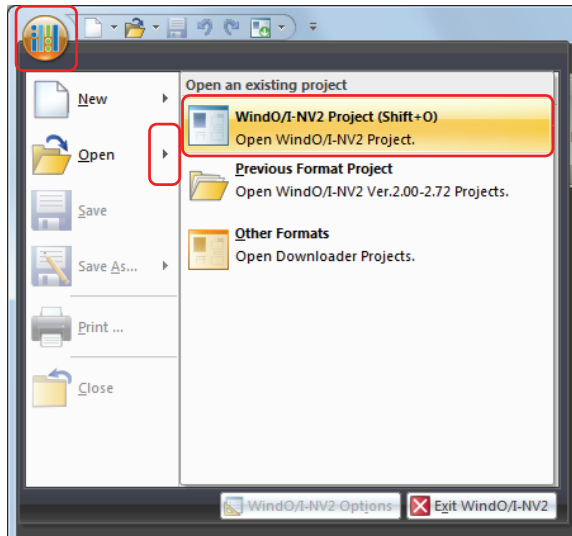 New
Open
Save
Save As...
Print ...
Close
Open an existing project
WindO/I-NV2 Project (Shift+O)
Open WindO/I-NV2 Project.
Previous Format Project
Open WindO/I-NV2 Ver.2.00-2.72 Projects.
Other Formats
Open Downloader Projects.
WindO/I-NV2 Options
Exit WindO/I-NV2